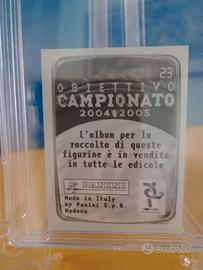 23
OBIETTIVO
CAMPIONATO
2004 2005
L'album per la
raccolta di queste
figurine è in vendita
in tutte le edicole
PANINI
Made in Italy
by Panini S.p.A.
Modena
subito